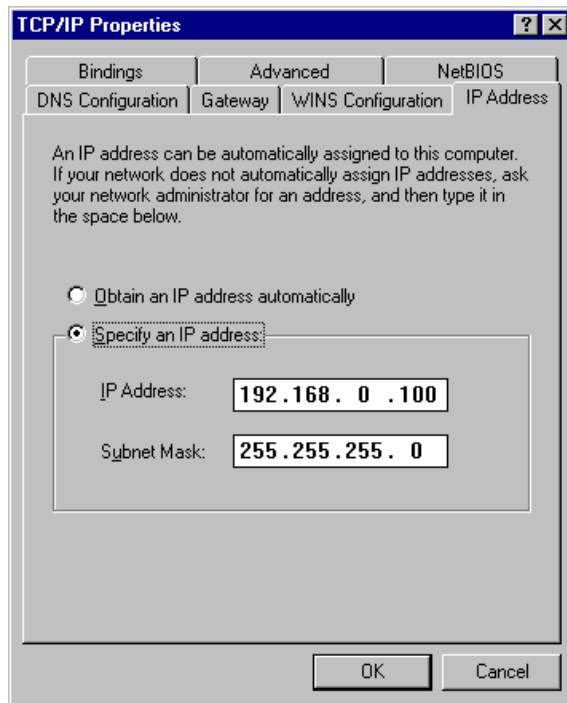 TCP/IP Properties
Bindings Advanced NetBIOS
DNS Configuration Gateway WINS Configuration IP Address
An IP address can be automatically assigned to this computer.
If your network does not automatically assign IP addresses, ask
your network administrator for an address, and then type it in
the space below.
Obtain an IP address automatically
Specify an IP address:
IP Address: 192.168. 0 .100
Subnet Mask: 255.255.255. 0
OK Cancel